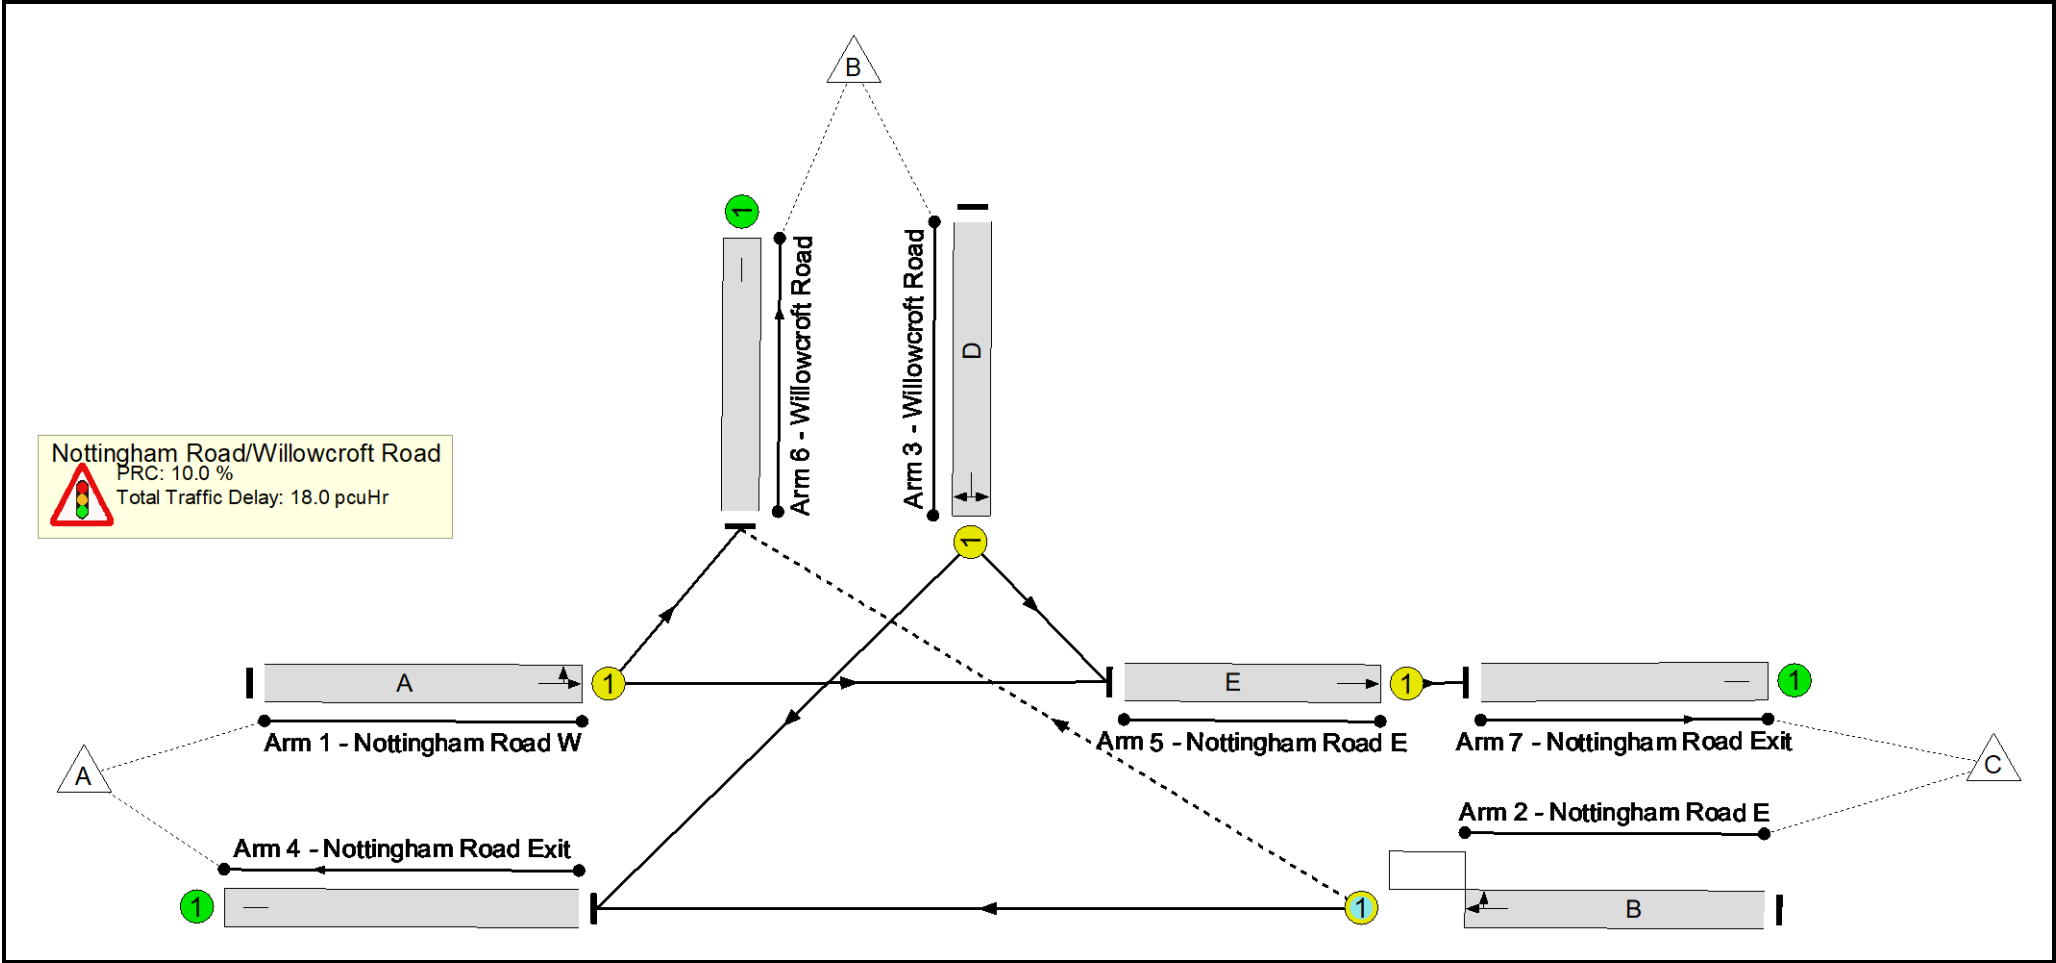 B
1
Arm 6 - Willowcroft Road
Arm 3 - Willowcroft Road
D
Nottingham Road/Willowcroft Road
PRC: 10.0 %
Total Traffic Delay: 18.0 pcuHr
1
A
1
E
1
1
Arm 1 - Nottingham Road W
Arm 5 - Nottingham Road E
Arm 7 - Nottingham Road Exit
A
C
Arm 2 - Nottingham Road E
Arm 4 - Nottingham Road Exit
1
1
B